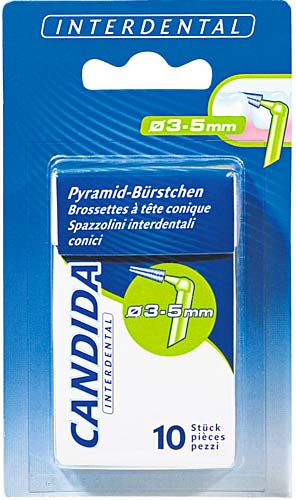 INTERDENTAL
Ø3-5mm
Pyramid-Bürstchen
Brossettes à tête conique
Spazzolini interdentali
conici
CANDIDA
INTERDENTAL
Ø3-5mm
10 Stück
pièces
pezzi